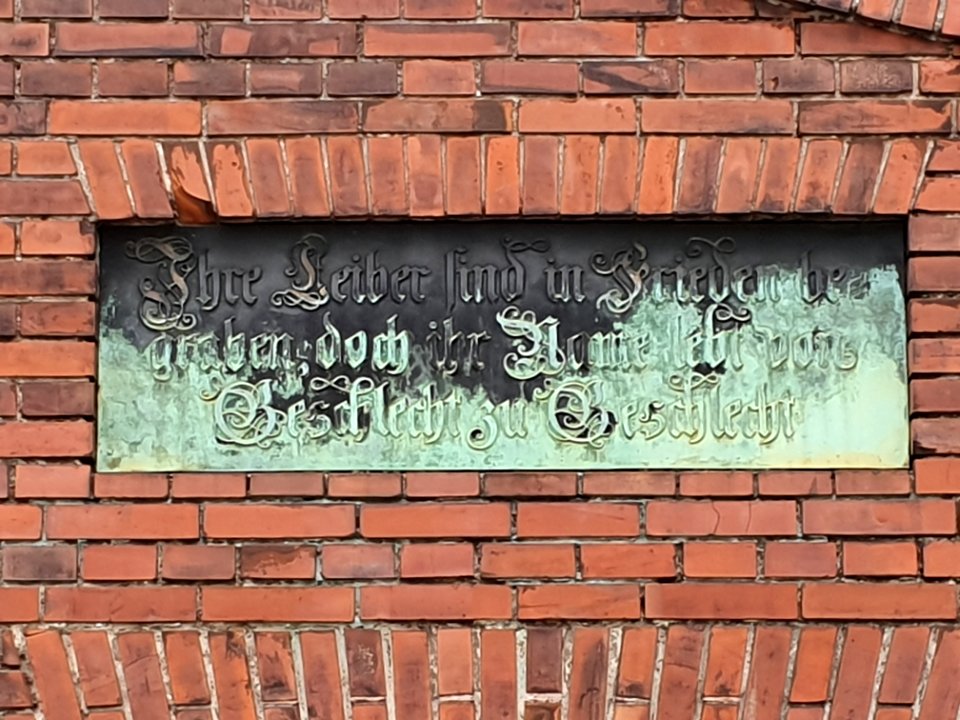 Ihre Leiber sind in Frieden be-
graben, doch ihr Name lebt von
Geschlecht zu Geschlecht